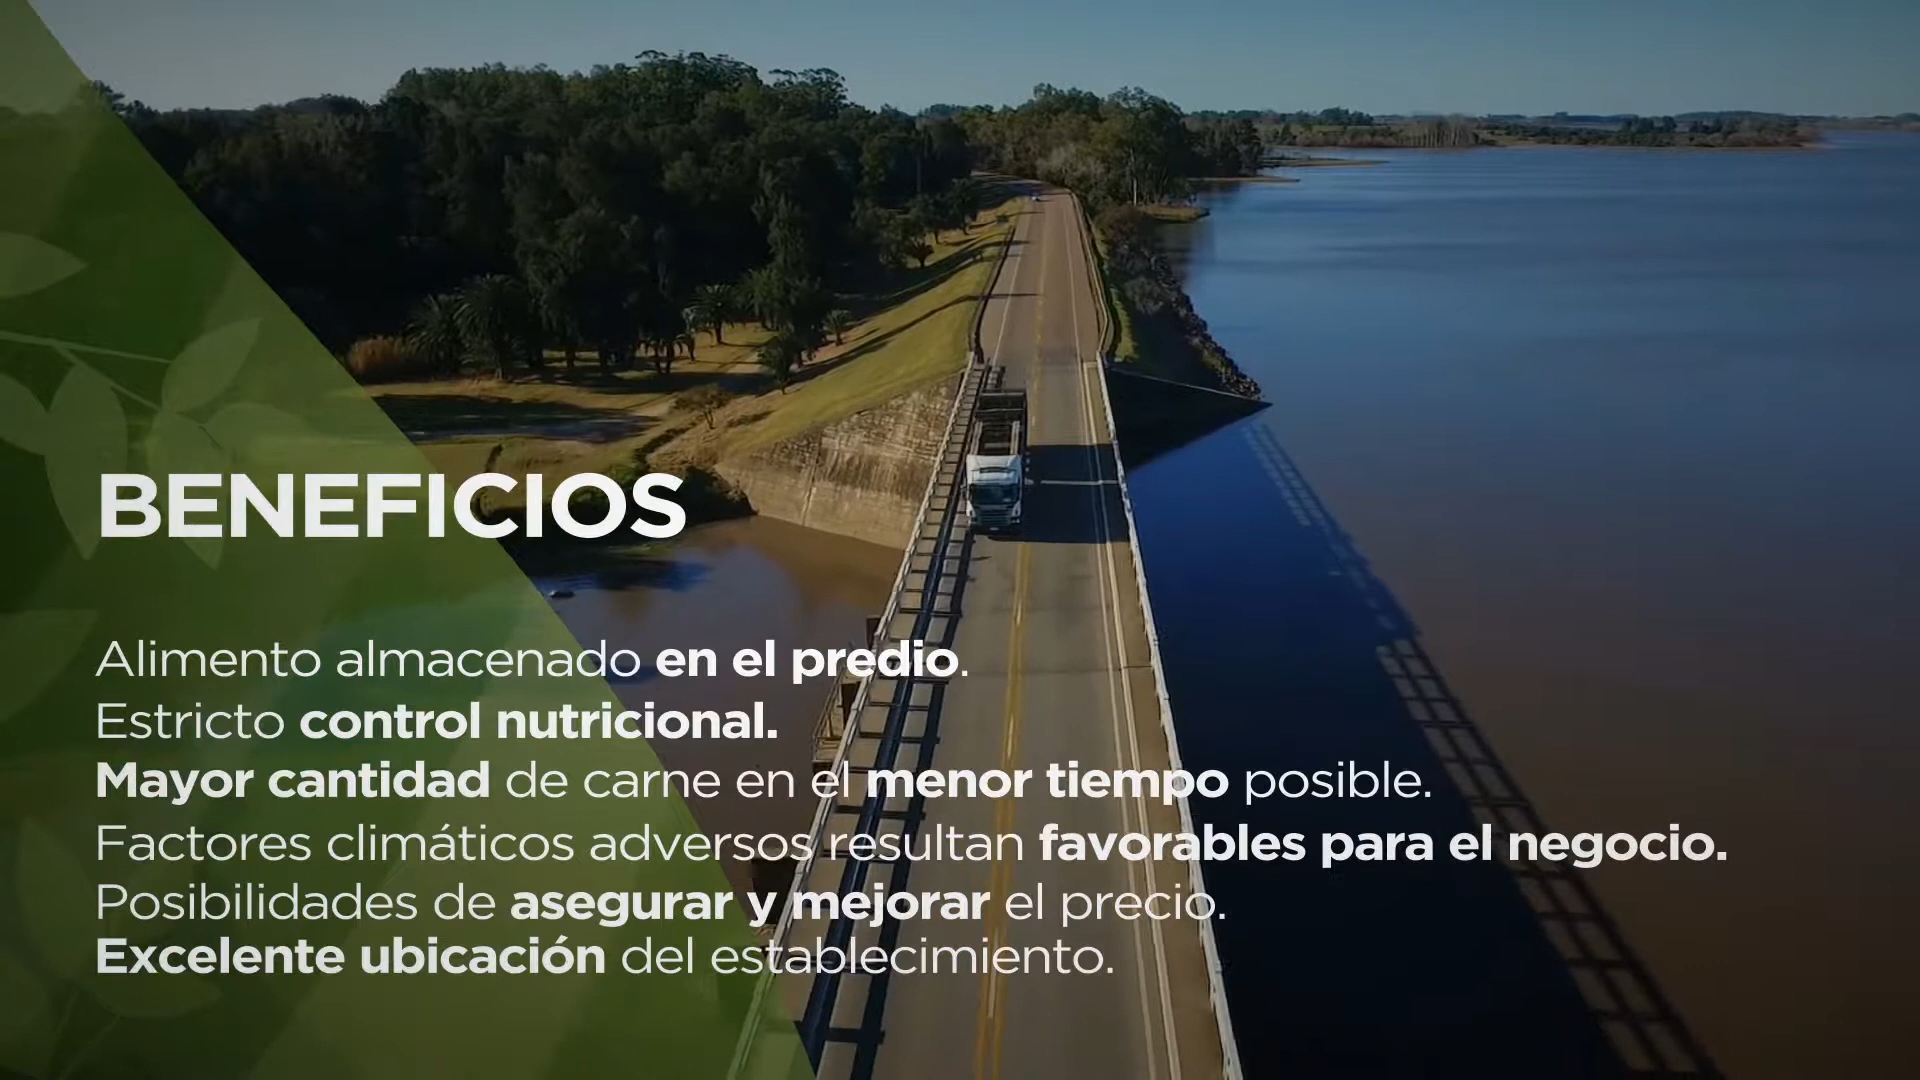 BENEFICIOS
Alimento almacenado en el predio.
Estricto control nutricional.
Mayor cantidad de carne en el menor tiempo posible.
Factores climáticos adversos resultan favorables para el negocio.
Posibilidades de asegurar y mejorar el precio.
Excelente ubicación del establecimiento.